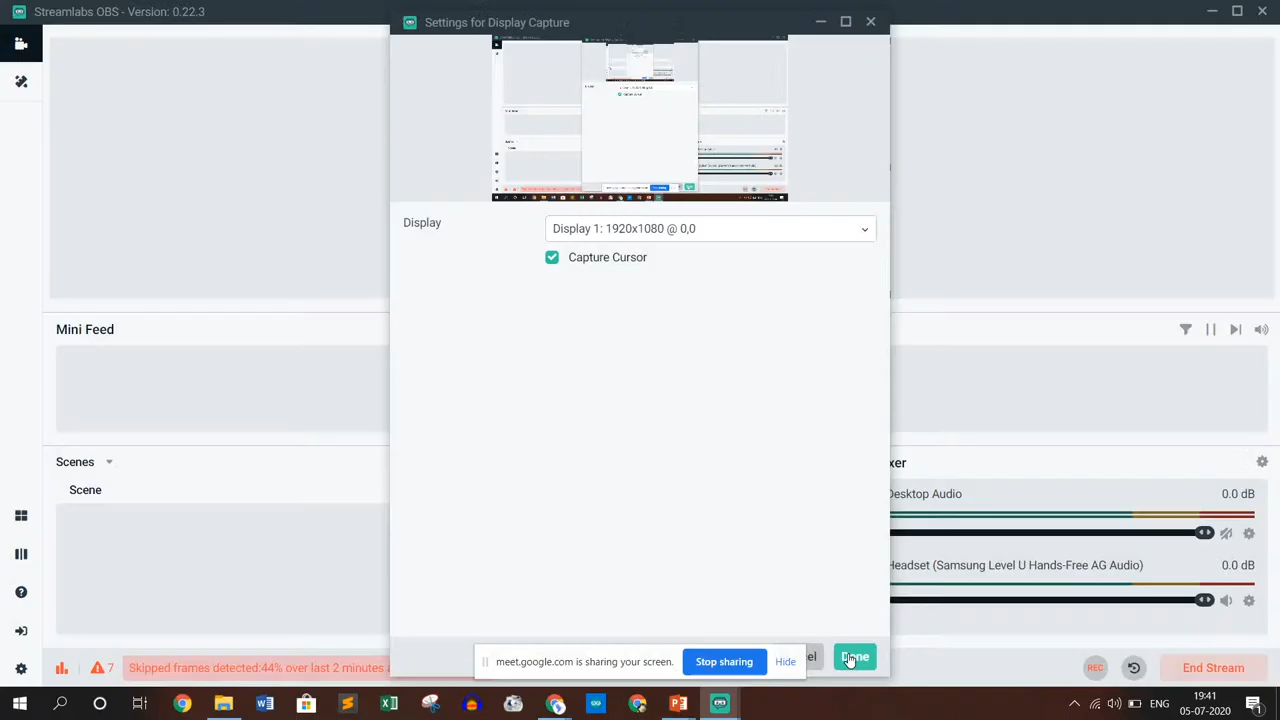 Streamlabs OBS - Version: 0.22.3
Settings for Display Capture
Display
Display 1: 1920x1080 @ 0,0
Capture Cursor
Mini Feed
Scenes
Scene
xer
Desktop Audio
0.0 dB
Headset (Samsung Level U Hands-Free AG Audio)
0.0 dB
7
Skipped frames detected:44% over last 2 minutes a
meet.google.com is sharing your screen.
Stop sharing
Hide
el
Done
REC
End Stream
ENG
19:41
05-07-2020
1